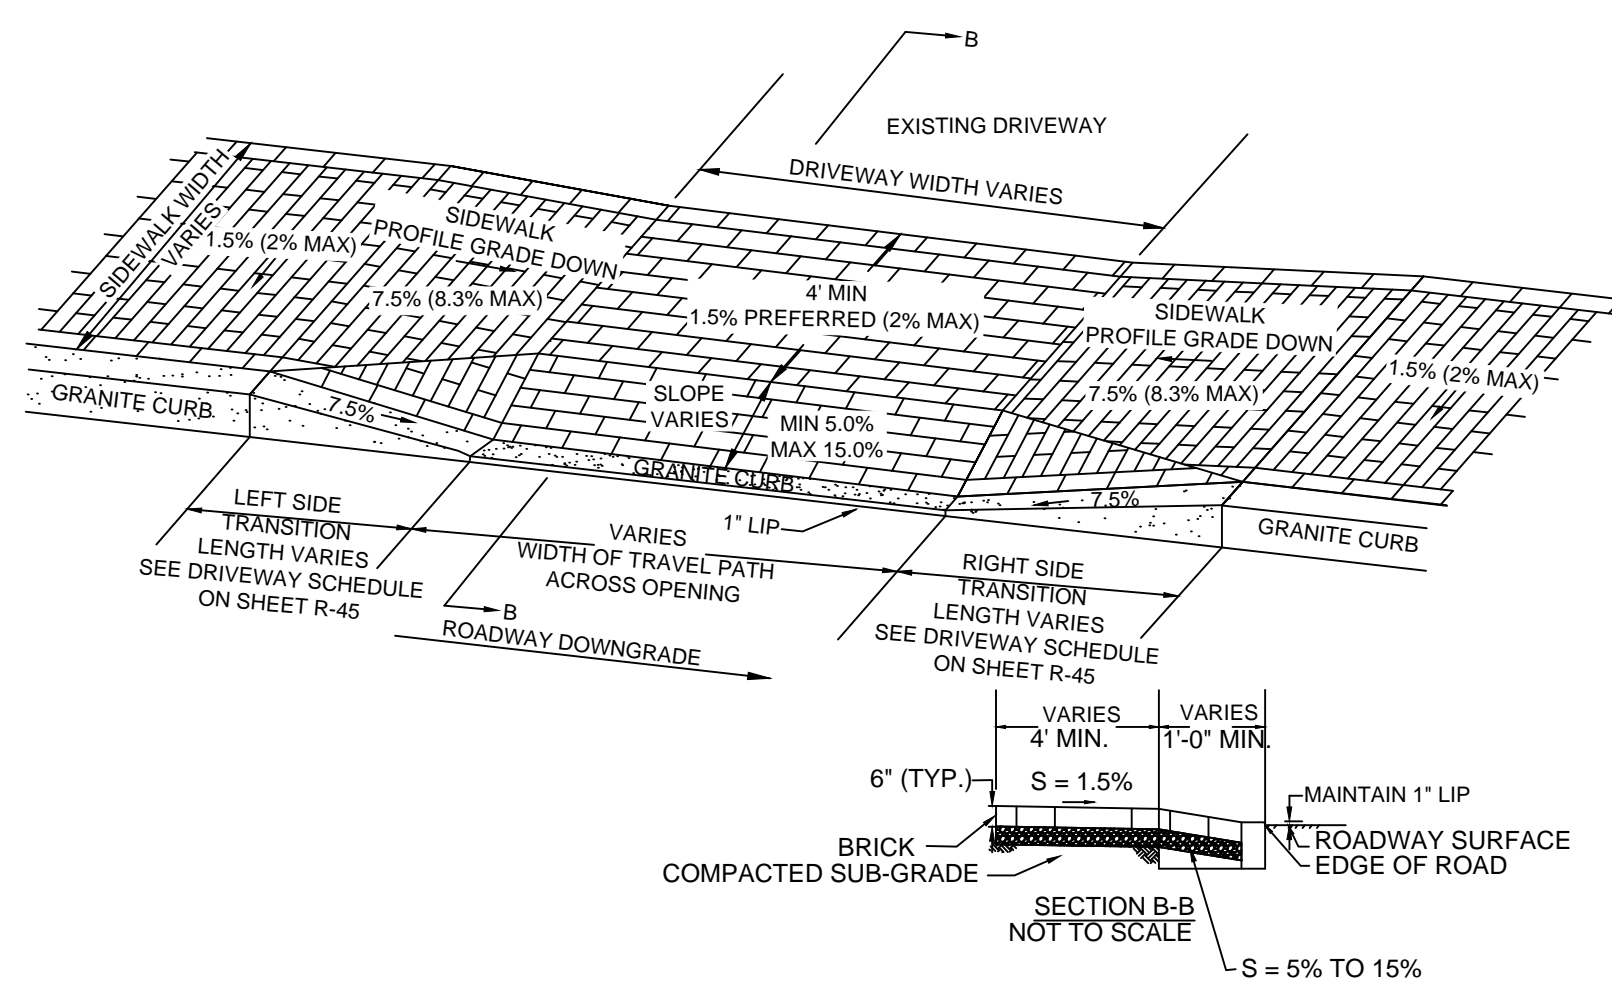 B
EXISTING DRIVEWAY
DRIVEWAY WIDTH VARIES
SIDEWALK WIDTH
VARIES
1.5% (2% MAX)
SIDEWALK
PROFILE GRADE DOWN
7.5% (8.3% MAX)
4' MIN
1.5% PREFERRED (2% MAX)
SIDEWALK
PROFILE GRADE DOWN
7.5% (8.3% MAX)
1.5% (2% MAX)
GRANITE CURB
7.5%
SLOPE
VARIES
MIN 5.0%
MAX 15.0%
GRANITE CURB
7.5%
GRANITE CURB
1" LIP
LEFT SIDE
TRANSITION
LENGTH VARIES
SEE DRIVEWAY SCHEDULE
ON SHEET R-45
VARIES
WIDTH OF TRAVEL PATH
ACROSS OPENING
RIGHT SIDE
TRANSITION
LENGTH VARIES
SEE DRIVEWAY SCHEDULE
ON SHEET R-45
B
ROADWAY DOWNGRADE
VARIES
4' MIN.
VARIES
1'-0" MIN.
6" (TYP.)
S = 1.5%
MAINTAIN 1" LIP
ROADWAY SURFACE
EDGE OF ROAD
BRICK
COMPACTED SUB-GRADE
SECTION B-B
NOT TO SCALE
S = 5% TO 15%